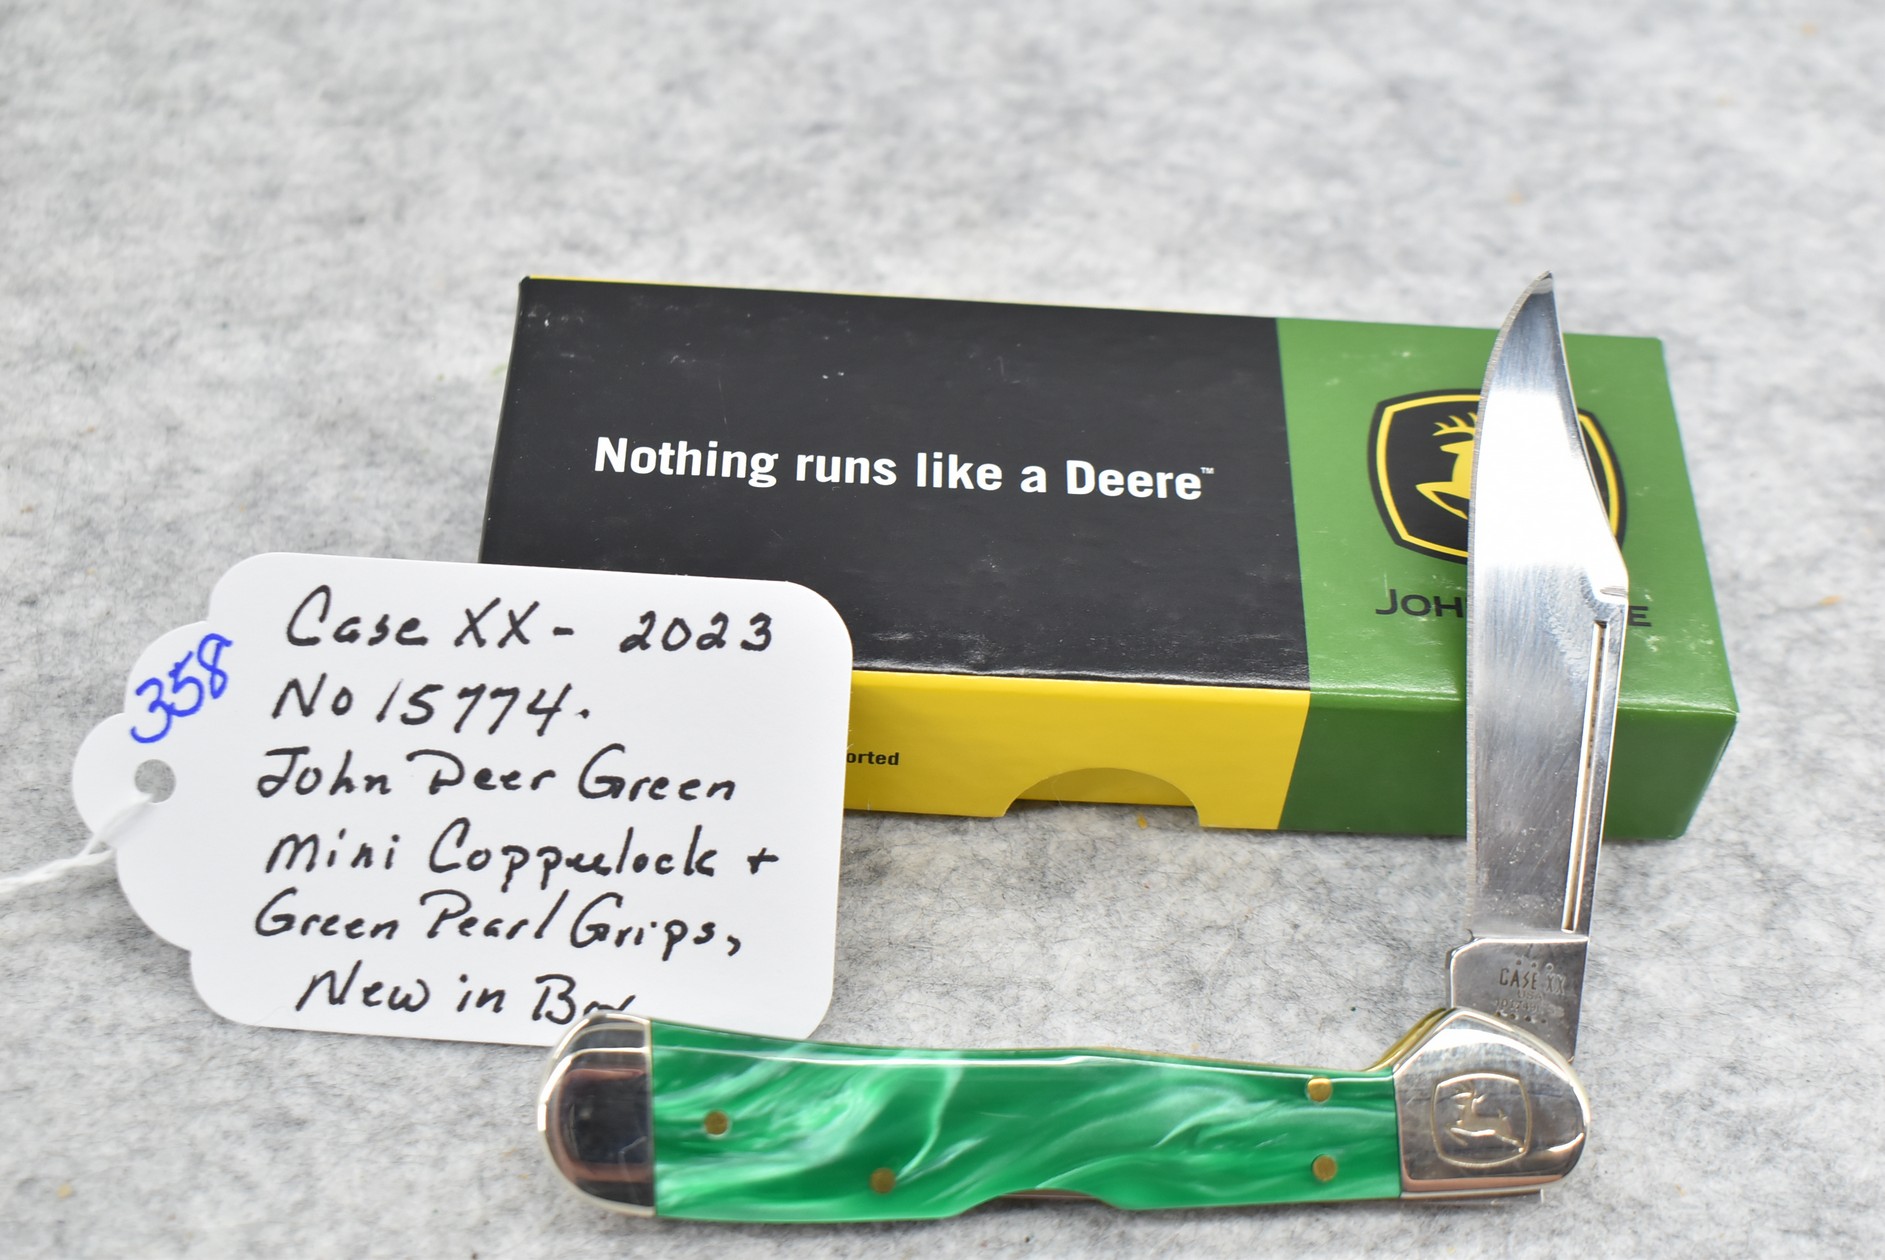 Nothing runs like a Deere™
JOH E
orted
358
Case XX - 2023
No 15774.
John Deer Green
Mini Copperlock +
Green Pearl Grips,
New in Box
CASE XX